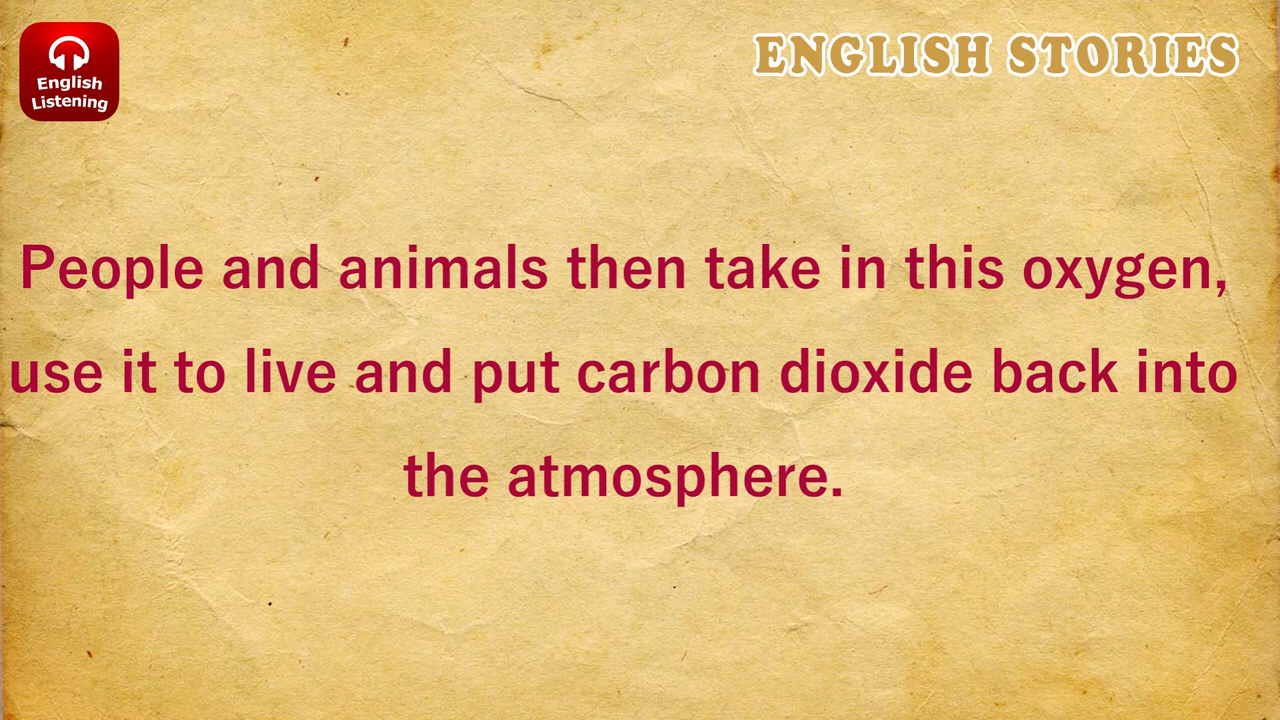 English
Listening
ENGLISH STORIES
People and animals then take in this oxygen,
use it to live and put carbon dioxide back into
the atmosphere.